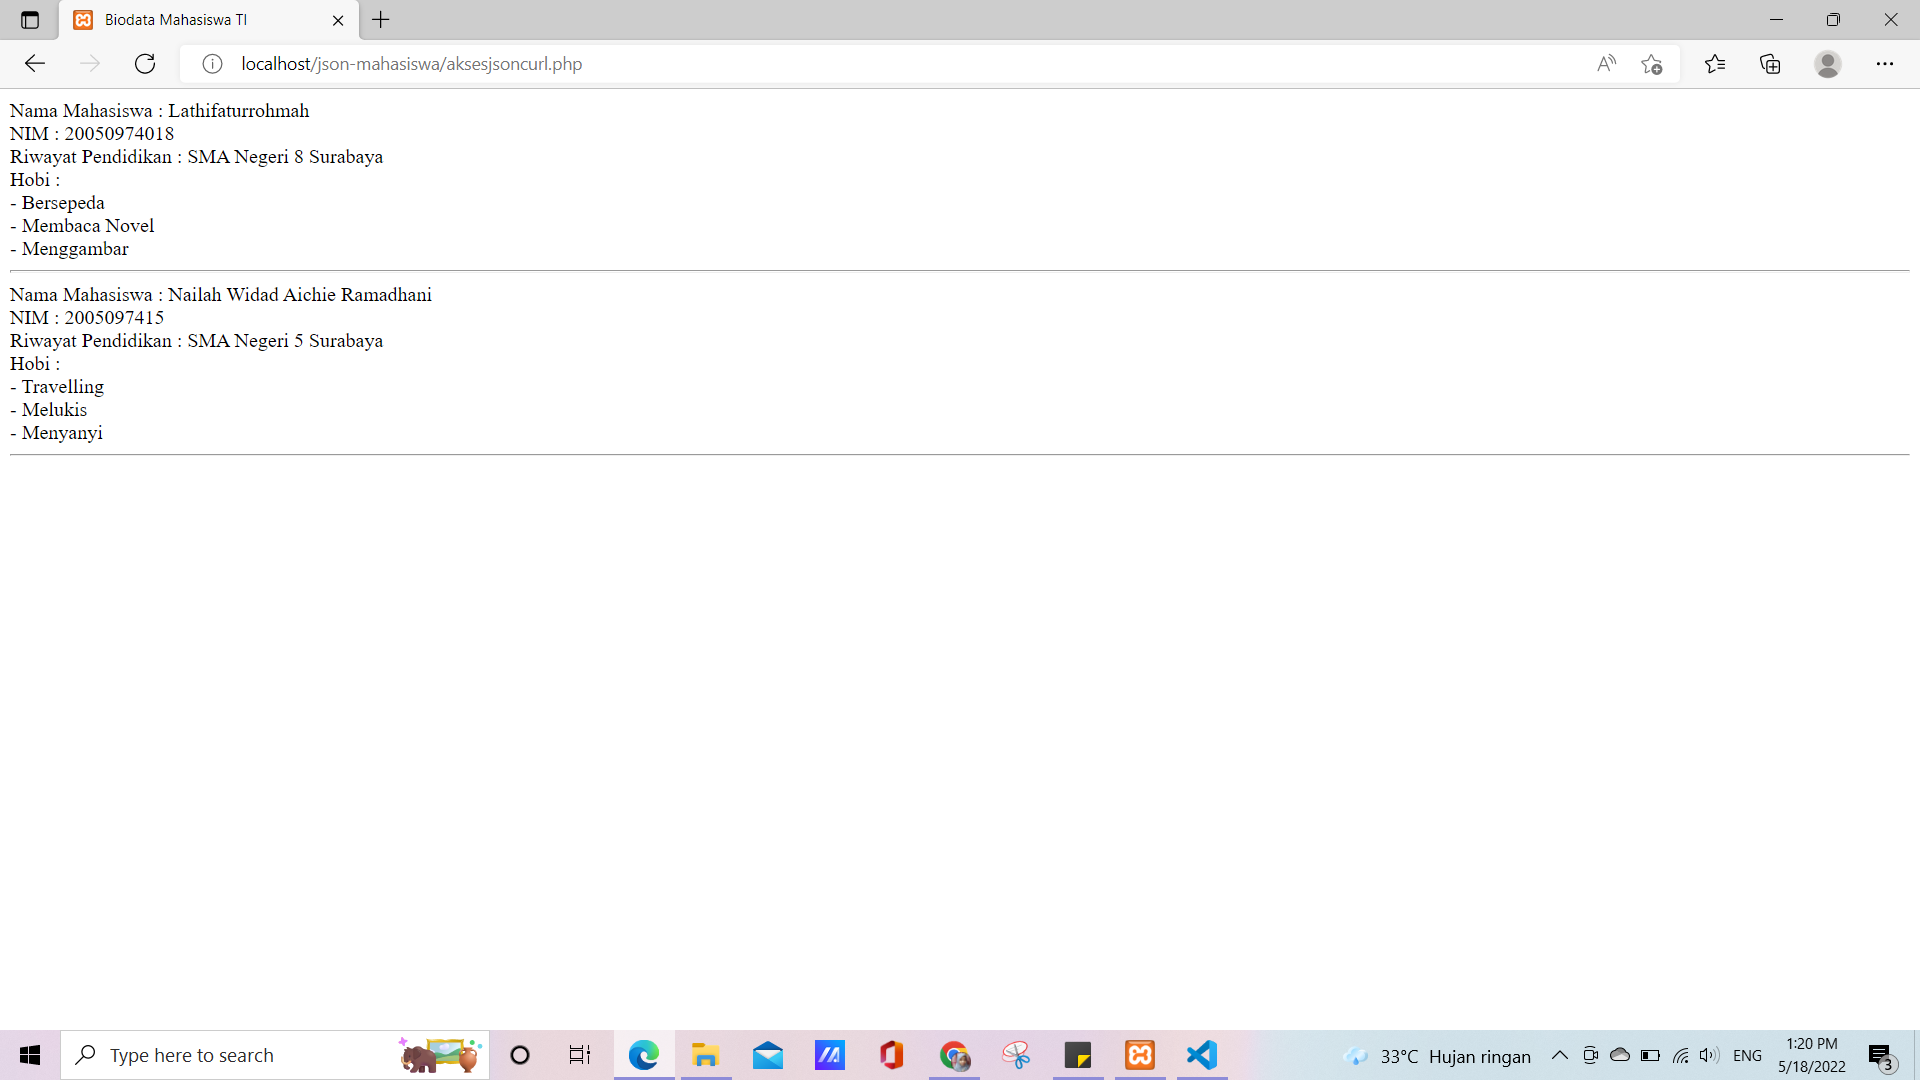 Biodata Mahasiswa TI
localhost/json-mahasiswa/aksesjsoncurl.php
Nama Mahasiswa : Lathifaturrohmah
NIM : 20050974018
Riwayat Pendidikan : SMA Negeri 8 Surabaya
Hobi :
- Bersepeda
- Membaca Novel
- Menggambar
Nama Mahasiswa : Nailah Widad Aichie Ramadhani
NIM : 2005097415
Riwayat Pendidikan : SMA Negeri 5 Surabaya
Hobi :
- Travelling
- Melukis
- Menyanyi
Type here to search
33°C Hujan ringan
ENG
1:20 PM
5/18/2022
3